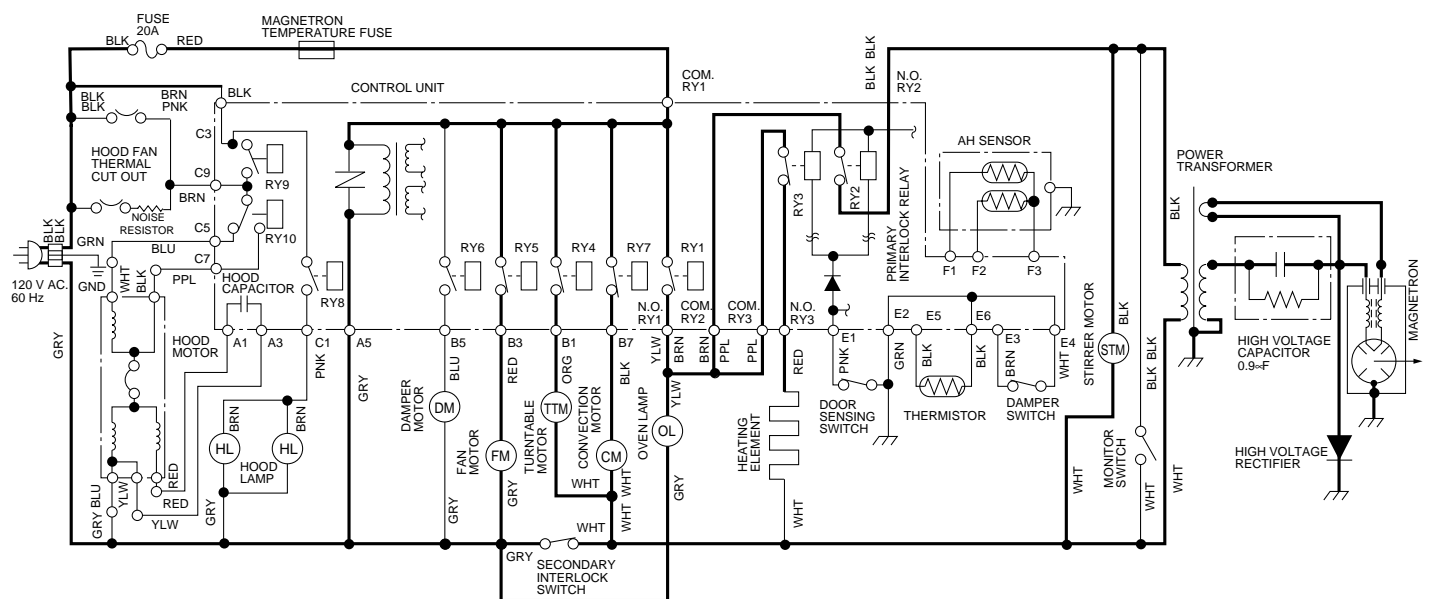 FUSE
20A
BLK
RED
MAGNETRON
TEMPERATURE FUSE
BLK
BLK
BRN
PNK
BLK
CONTROL UNIT
COM.
RY1
BLK BLK
N.O.
RY2
HOOD FAN
THERMAL
CUT OUT
C3
C9
RY9
BRN
NOISE
RESISTOR
C5
RY10
BLU
C7
PPL
BLK
BLK
GRN
GND
120 V AC.
60 Hz
WHT
BLK
HOOD
CAPACITOR
RY8
RY6
RY5
RY4
RY7
RY1
RY3
RY2
PRIMARY
INTERLOCK RELAY
AH SENSOR
F1
F2
F3
POWER
TRANSFORMER
BLK
GRY
HOOD
MOTOR
A1
A3
C1
A5
B5
B3
B1
B7
N.O.
RY1
COM.
RY2
COM.
RY3
N.O.
RY3
E1
E2
E5
E6
E3
E4
PNK
GRY
BLU
RED
ORG
BLK
YLW
BRN
BRN
PPL
PPL
RED
PNK
GRN
BLK
BLK
BRN
WHT
STIRRER MOTOR
BLK
STM
BLK BLK
HIGH VOLTAGE
CAPACITOR
0.9∝F
MAGNETRON
BRN
BRN
HL
HL
HOOD
LAMP
DAMPER
MOTOR
DM
FAN
MOTOR
FM
TURNTABLE
MOTOR
TTM
CONVECTION
MOTOR
CM
OVEN LAMP
YLW
OL
HEATING
ELEMENT
DOOR
SENSING
SWITCH
THERMISTOR
DAMPER
SWITCH
MONITOR
SWITCH
HIGH VOLTAGE
RECTIFIER
GRY
BLU
YLW
RED
RED
YLW
GRY
GRY
GRY
WHT
WHT
WHT
WHT
GRY
WHT
WHT
WHT
WHT
GRY
SECONDARY
INTERLOCK
SWITCH